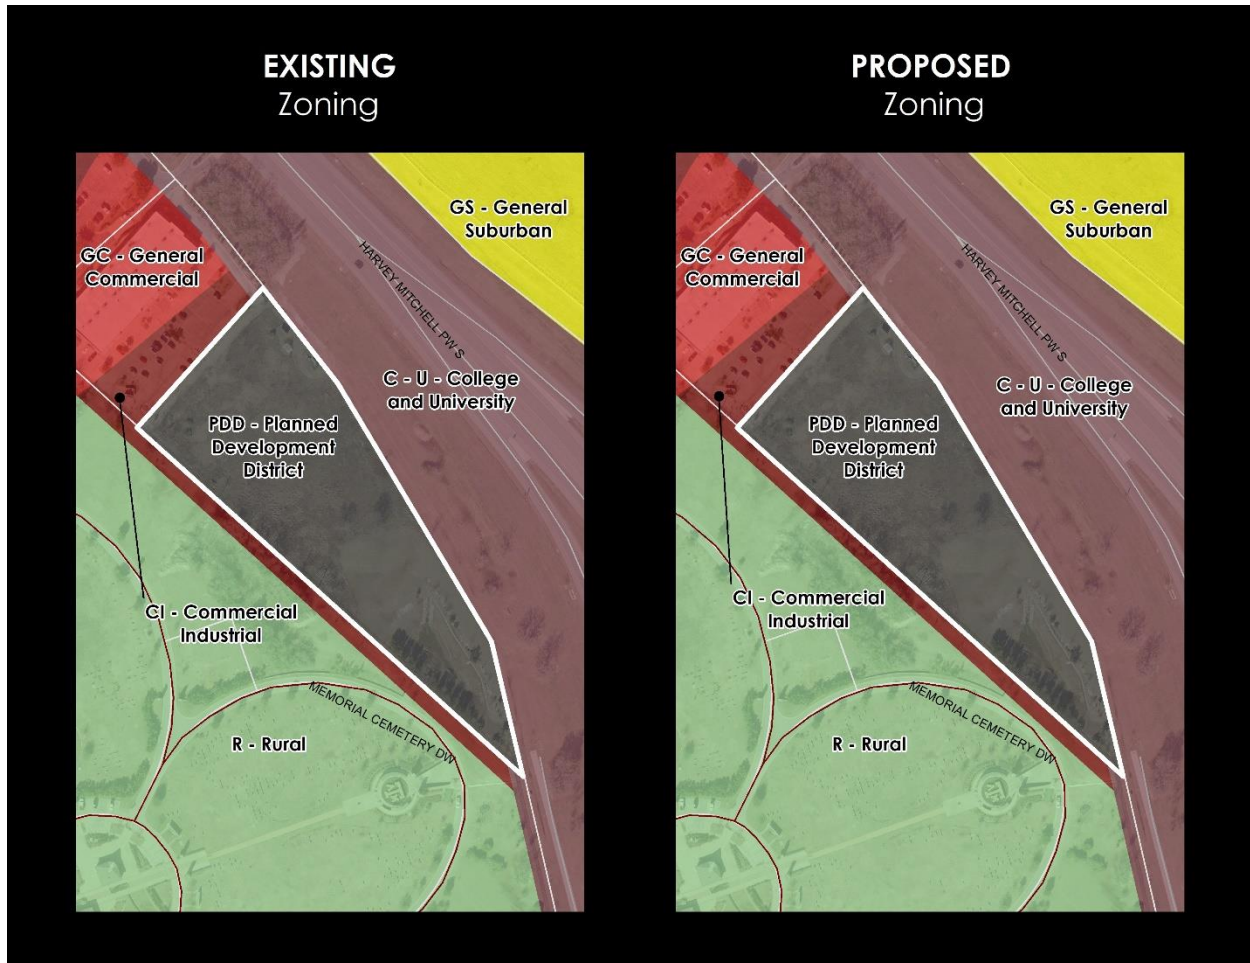 EXISTING
Zoning
GS - General
Suburban
GC - General
Commercial
HARVEY MITCHELL PW S
C - U - College
and University
PDD - Planned
Development
District
CI - Commercial
Industrial
MEMORIAL CEMETERY DW
R - Rural
PROPOSED
Zoning
GS - General
Suburban
GC - General
Commercial
HARVEY MITCHELL PW S
C - U - College
and University
PDD - Planned
Development
District
CI - Commercial
Industrial
MEMORIAL CEMETERY DW
R - Rural